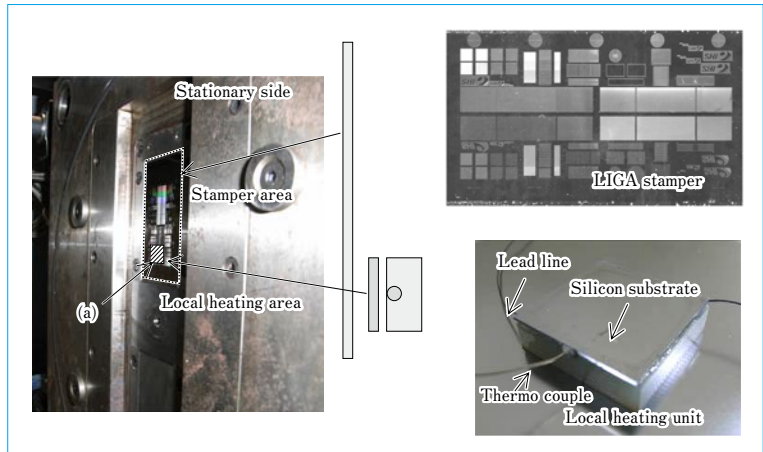 Stationary side
Stamper area
Local heating area
(a)
LIGA stamper
Lead line
Silicon substrate
Thermo couple
Local heating unit